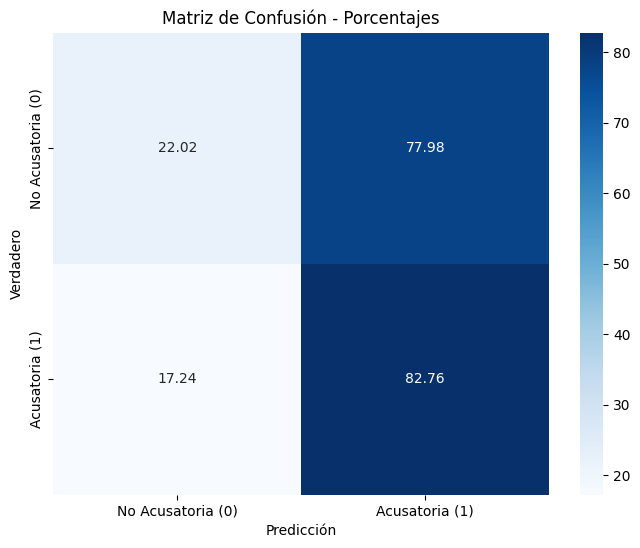 Matriz de Confusión - Porcentajes
Verdadero
No Acusatoria (0)
22.02
77.98
Acusatoria (1)
17.24
82.76
No Acusatoria (0)
Acusatoria (1)
Predicción
80
70
60
50
40
30
20